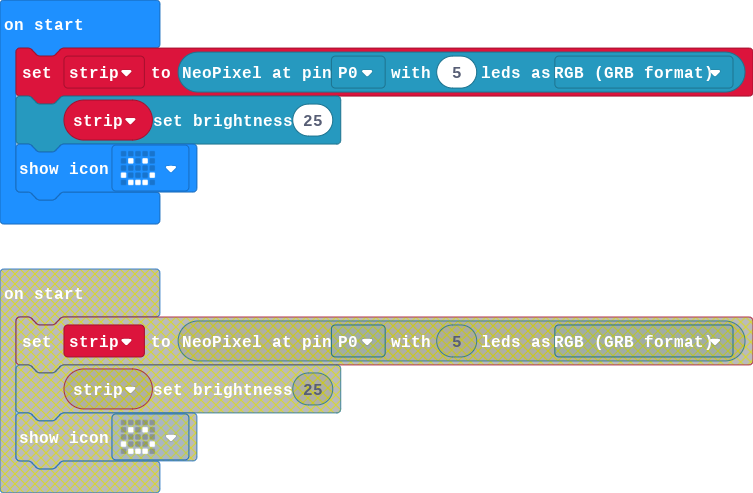 on start
set strip to NeoPixel at pin P0 with 5 leds as RGB (GRB format)
strip set brightness 25
show icon
on start
set strip to NeoPixel at pin P0 with 5 leds as RGB (GRB format)
strip set brightness 25
show icon